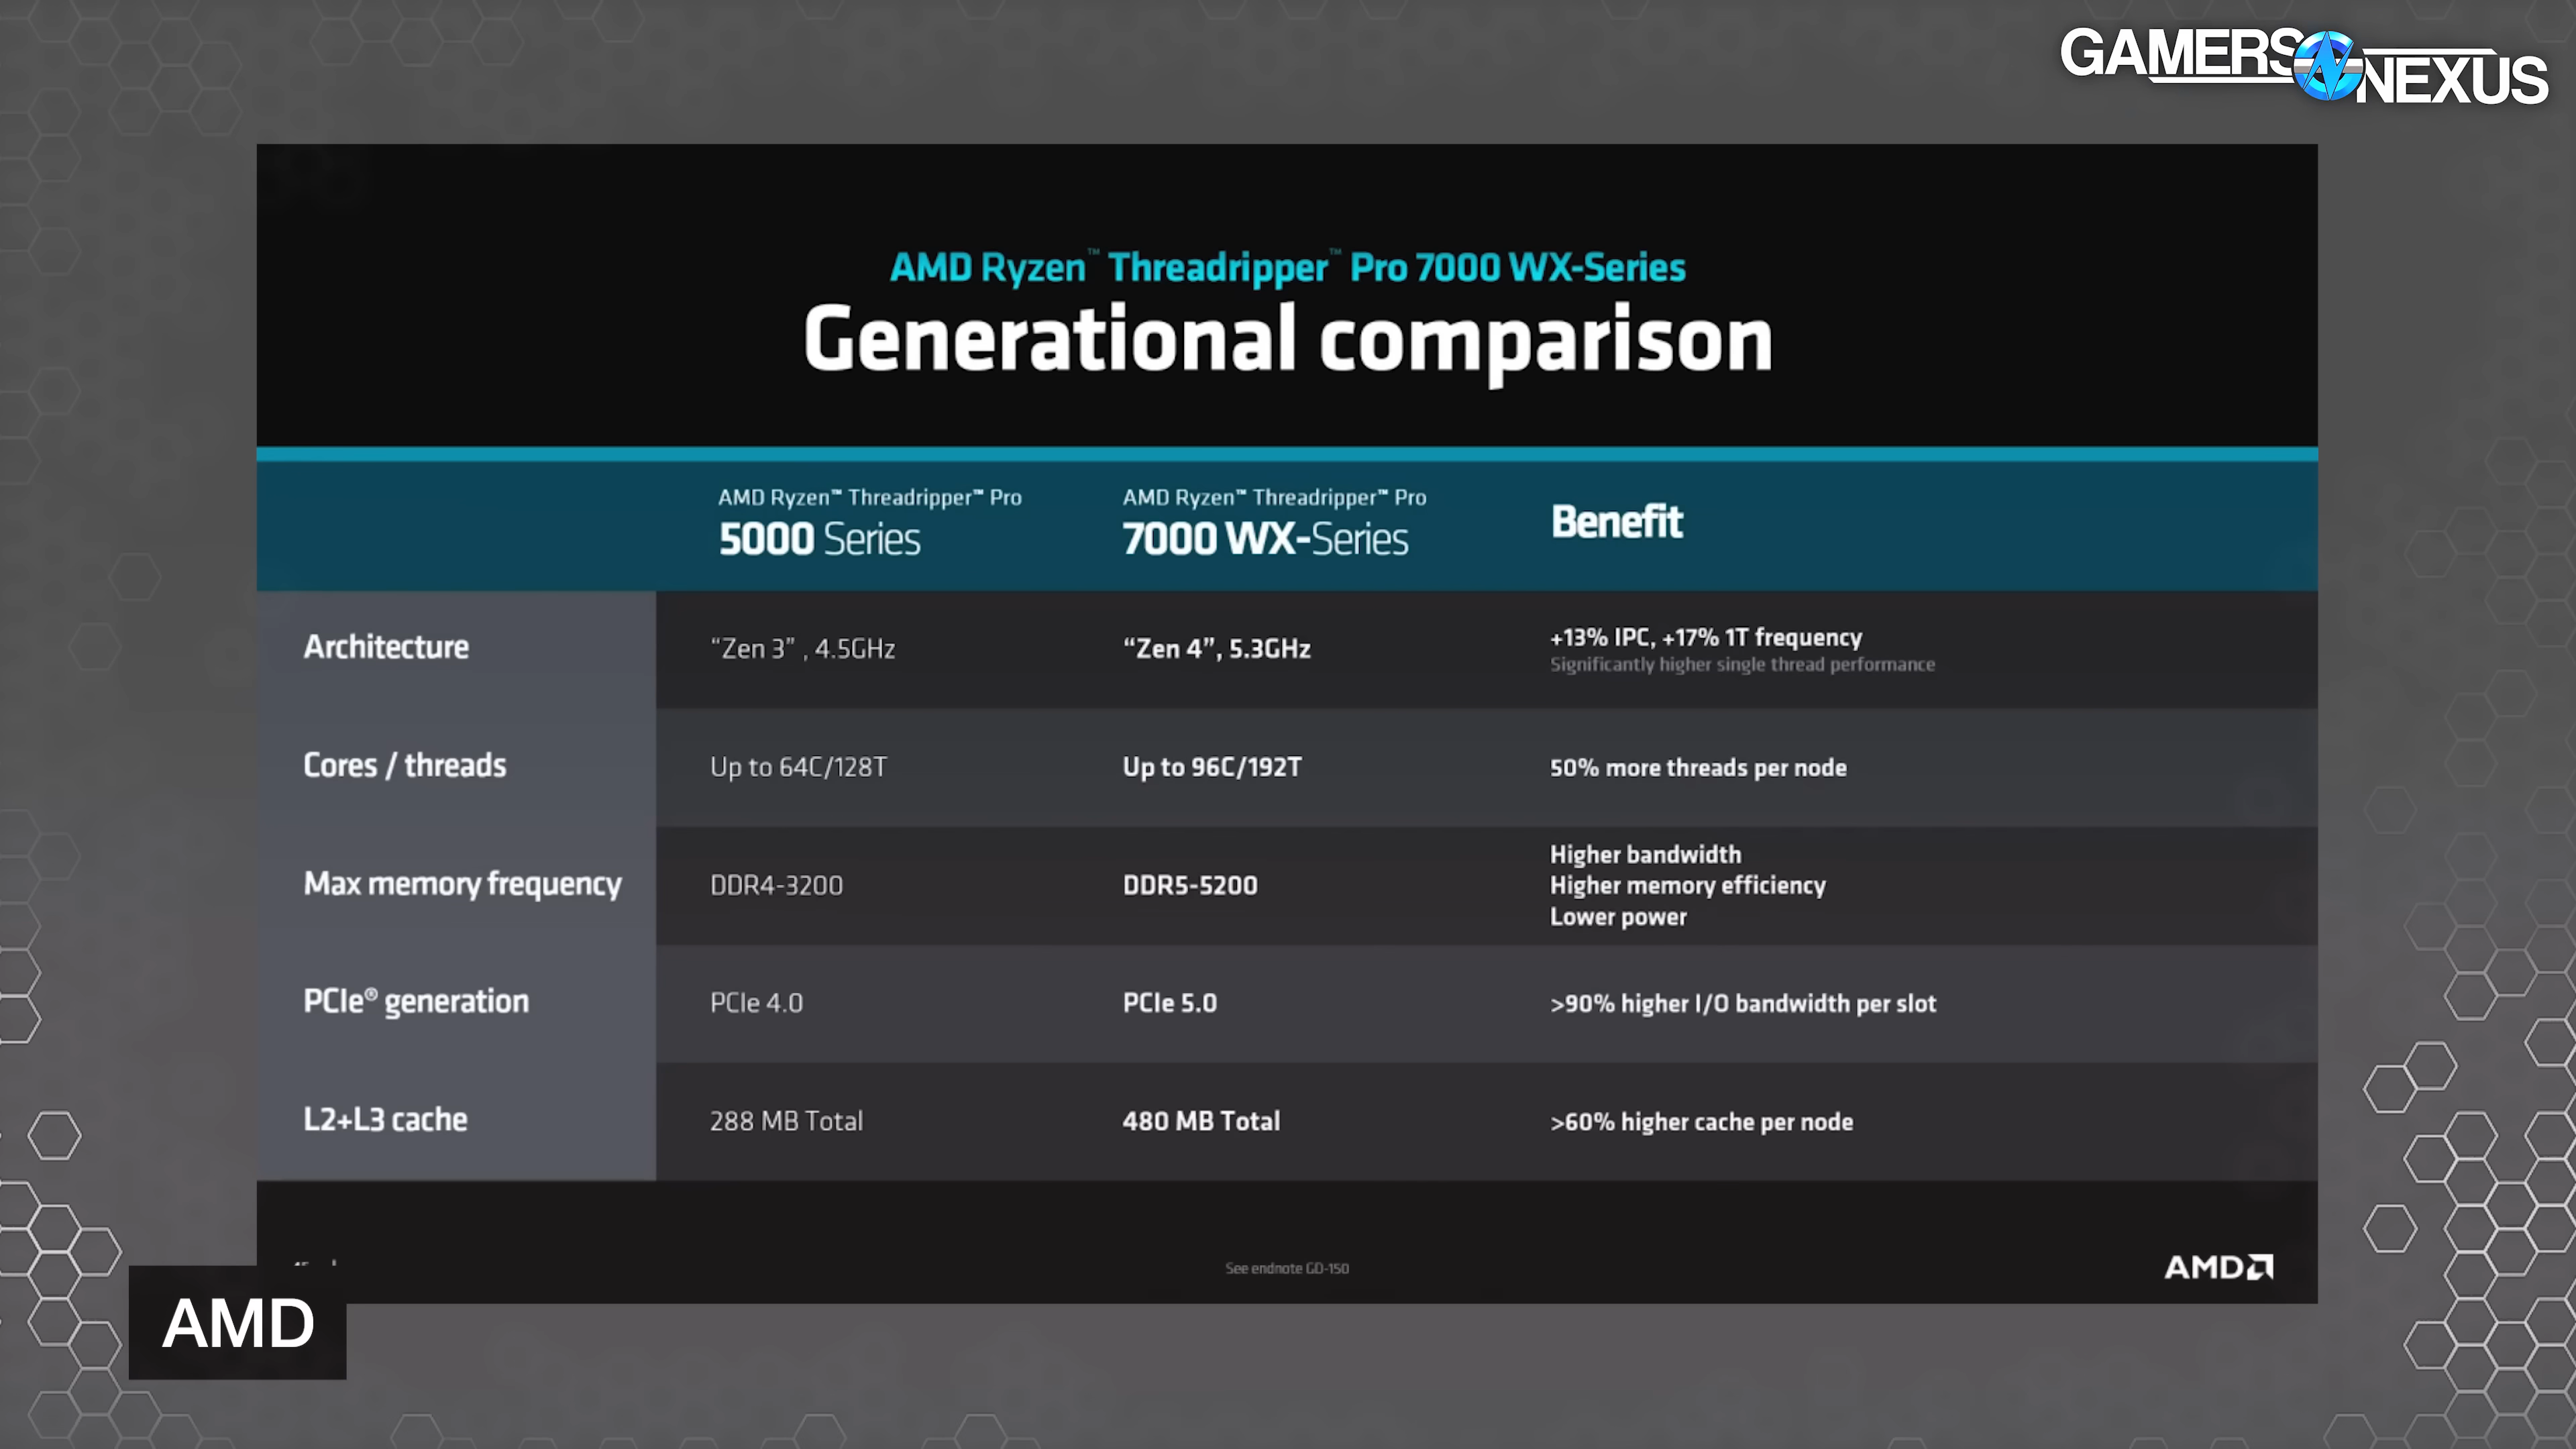 GAMERS NEXUS
AMD Ryzen™ Threadripper™ Pro 7000 WX-Series
Generational comparison
AMD Ryzen™ Threadripper™ Pro
5000 Series
AMD Ryzen™ Threadripper™ Pro
7000 WX-Series
Benefit
Architecture
“Zen 3” , 4.5GHz
“Zen 4”, 5.3GHz
+13% IPC, +17% 1T frequency
Significantly higher single thread performance
Cores / threads
Up to 64C/128T
Up to 96C/192T
50% more threads per node
Max memory frequency
DDR4-3200
DDR5-5200
Higher bandwidth
Higher memory efficiency
Lower power
PCIe® generation
PCIe 4.0
PCIe 5.0
>90% higher I/O bandwidth per slot
L2+L3 cache
288 MB Total
480 MB Total
>60% higher cache per node
See endnote GD-150
AMD
AMD